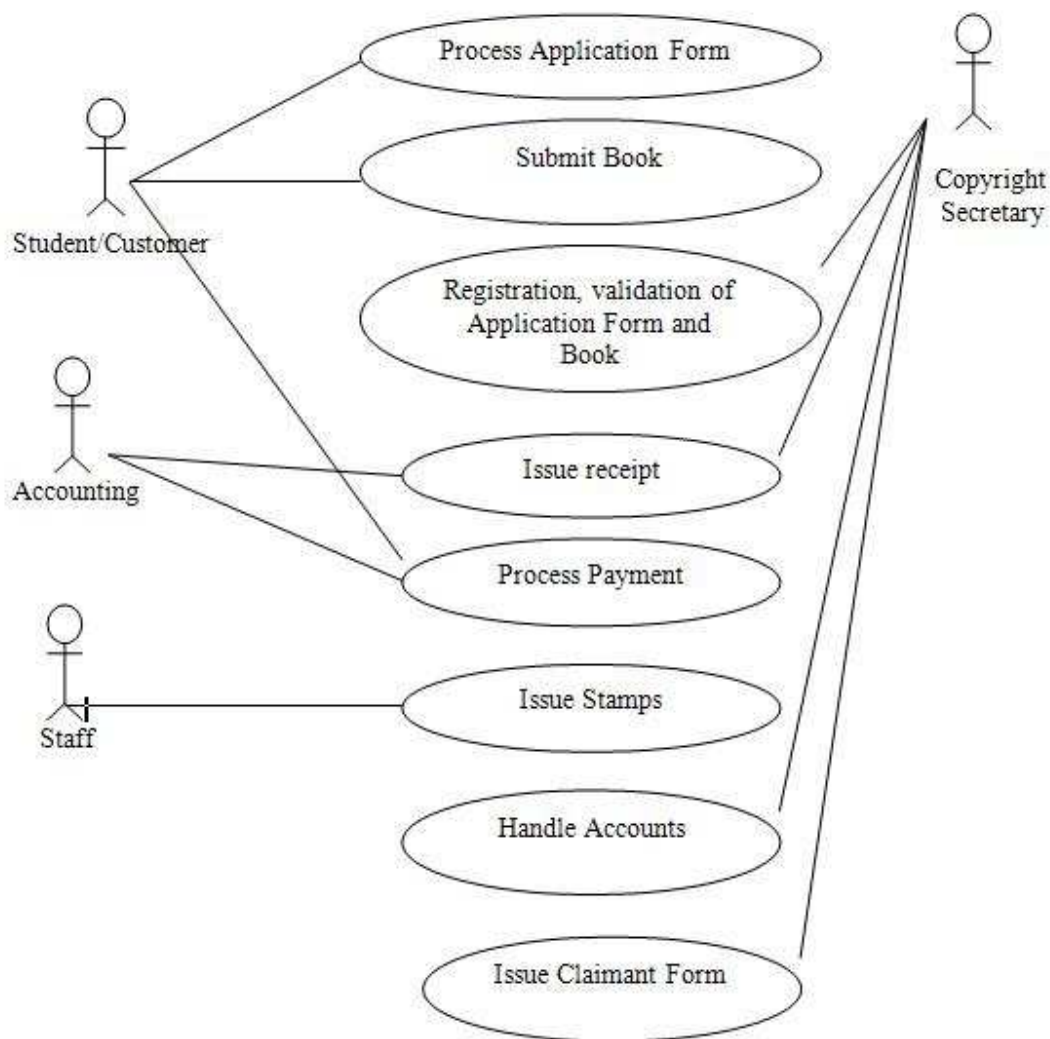 Process Application Form
Submit Book
Copyright
Secretary
Student/Customer
Registration, validation of
Application Form and
Book
Issue receipt
Accounting
Process Payment
Issue Stamps
Staff
Handle Accounts
Issue Claimant Form